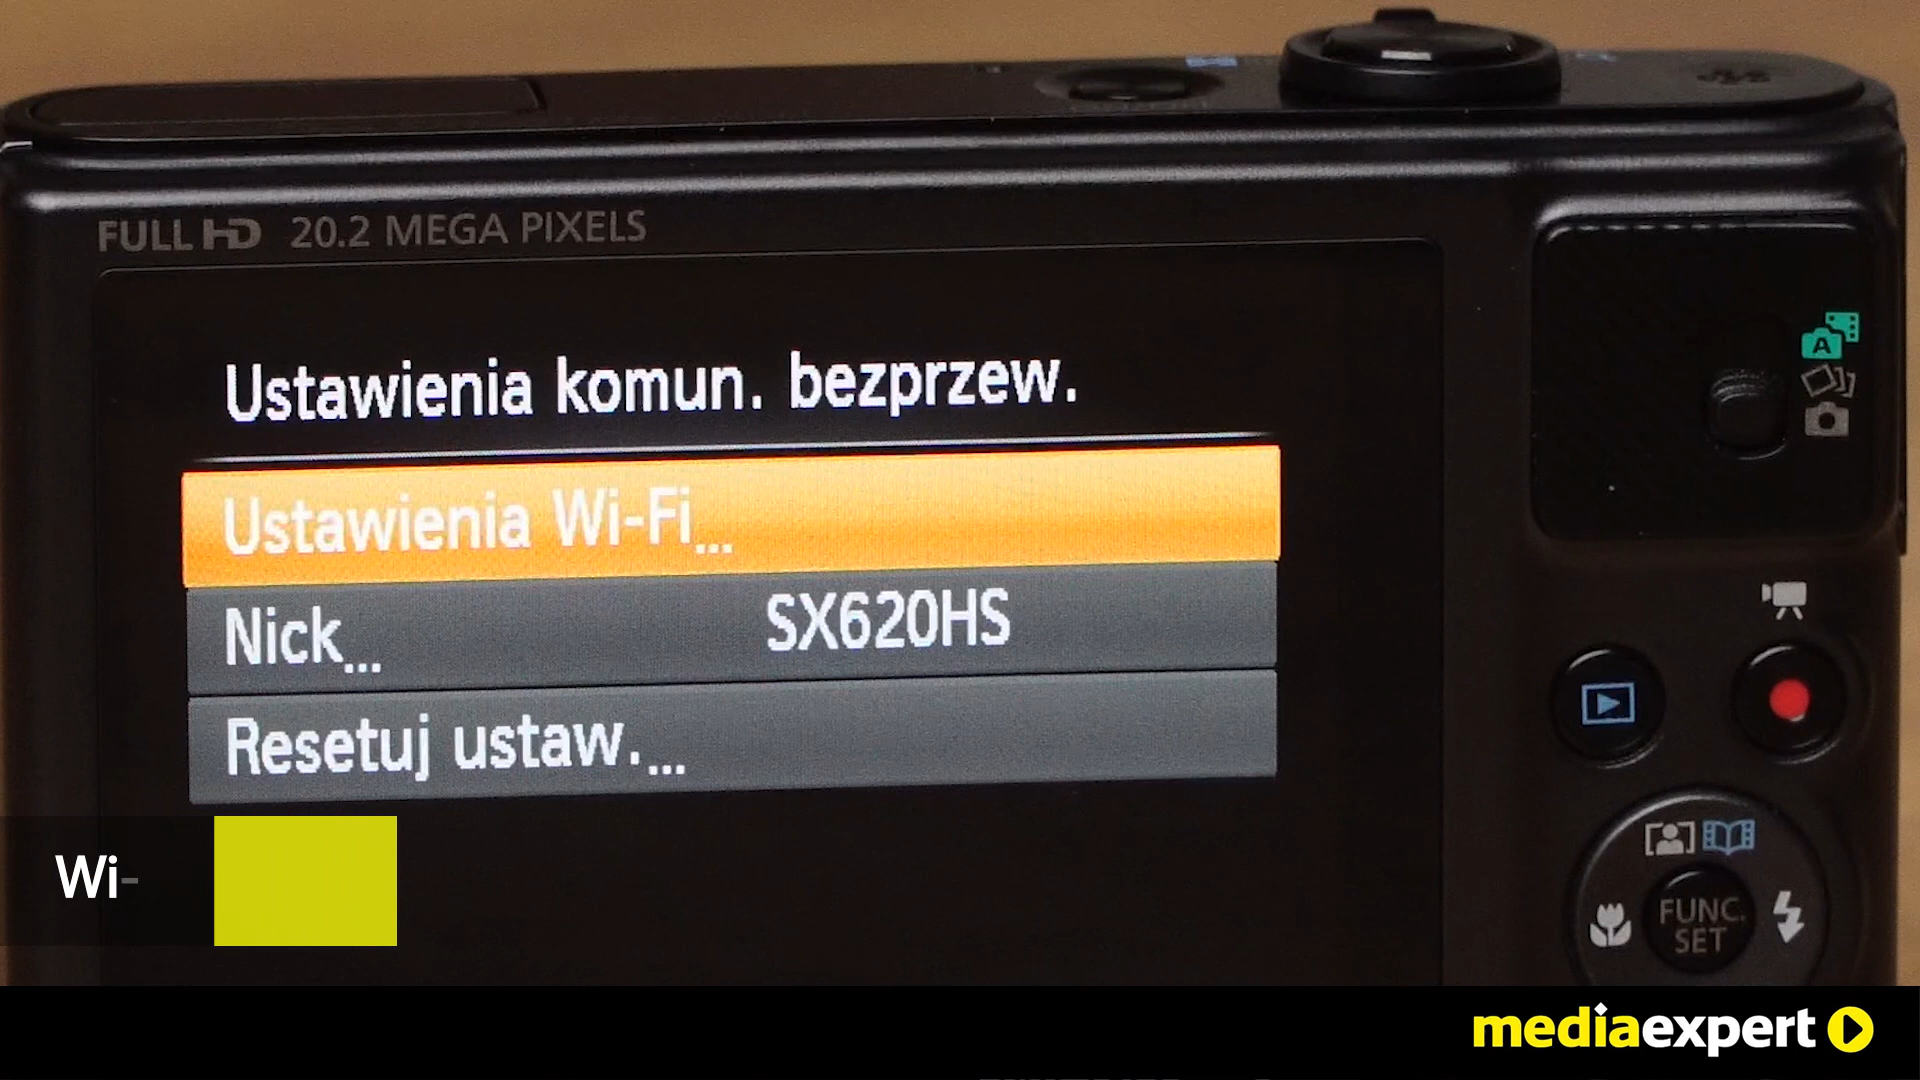 FULL HD 20.2 MEGA PIXELS
Ustawienia komun. bezprzew.
Ustawienia Wi-Fi...
Nick... SX620HS
Resetuj ustaw....
A
FUNC.
SET
Wi-
mediaexpert